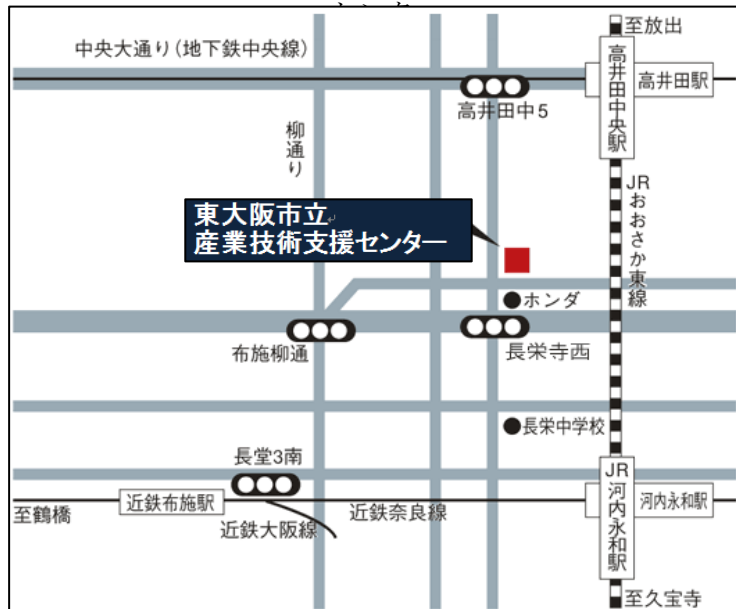 至放出
中央大通り(地下鉄中央線)
高井田中央駅
高井田駅
高井田中5
柳通り
JRおおさか東線
東大阪市立
産業技術支援センター
ホンダ
布施柳通
長栄寺西
長栄中学校
長堂3南
JR河内永和駅
河内永和駅
近鉄布施駅
至鶴橋
近鉄大阪線
近鉄奈良線
至久宝寺